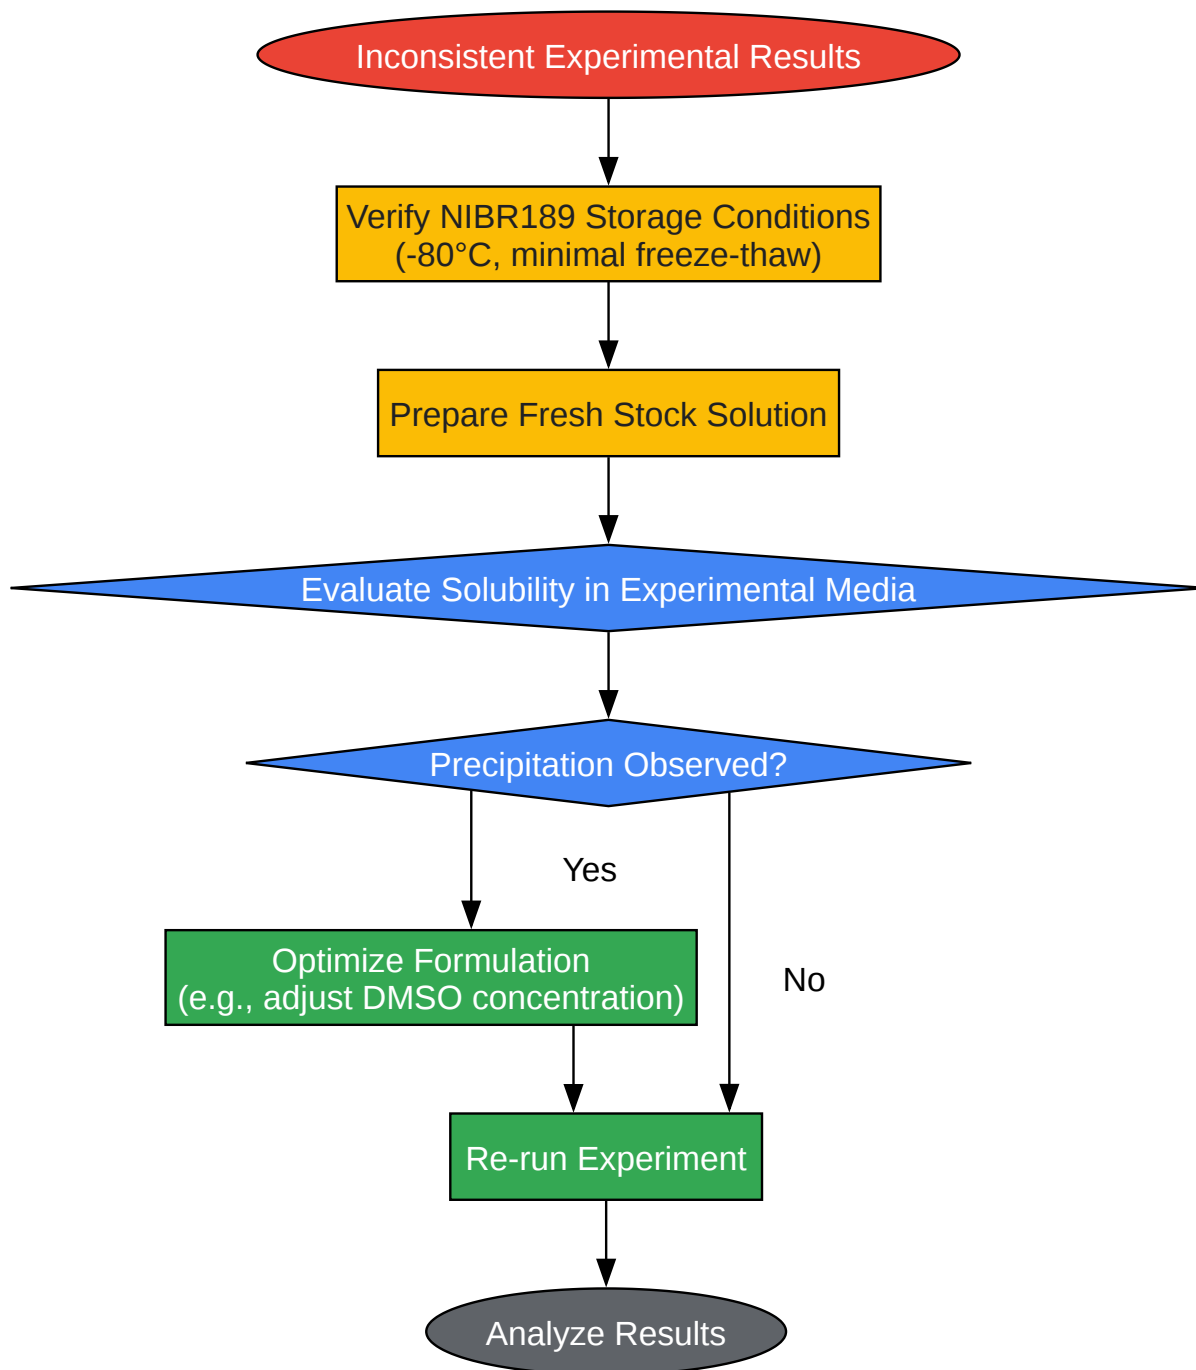 Inconsistent Experimental Results
Verify NIBR189 Storage Conditions
(-80°C, minimal freeze-thaw)
Prepare Fresh Stock Solution
Evaluate Solubility in Experimental Media
Precipitation Observed?
Yes
Optimize Formulation
(e.g., adjust DMSO concentration)
No
Re-run Experiment
Analyze Results